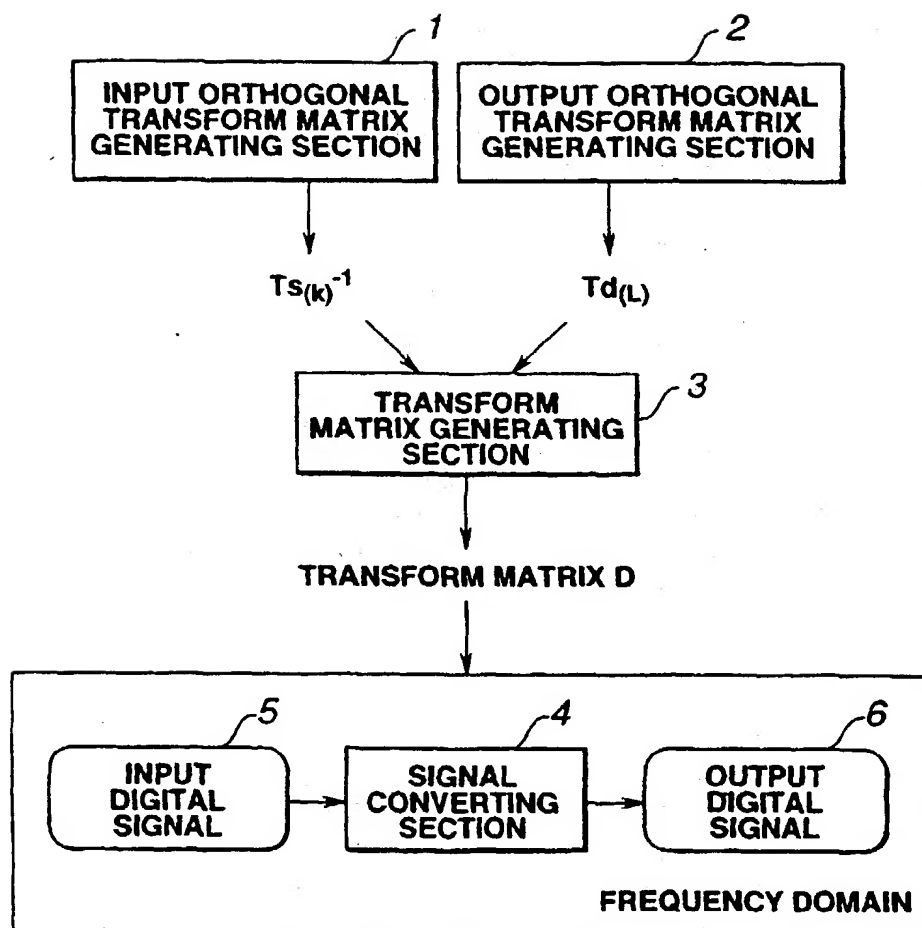 1
2
INPUT ORTHOGONAL
TRANSFORM MATRIX
GENERATING SECTION
OUTPUT ORTHOGONAL
TRANSFORM MATRIX
GENERATING SECTION
Ts(k)-1
Td(L)
3
TRANSFORM
MATRIX GENERATING
SECTION
TRANSFORM MATRIX D
5
4
6
INPUT
DIGITAL
SIGNAL
SIGNAL
CONVERTING
SECTION
OUTPUT
DIGITAL
SIGNAL
FREQUENCY DOMAIN